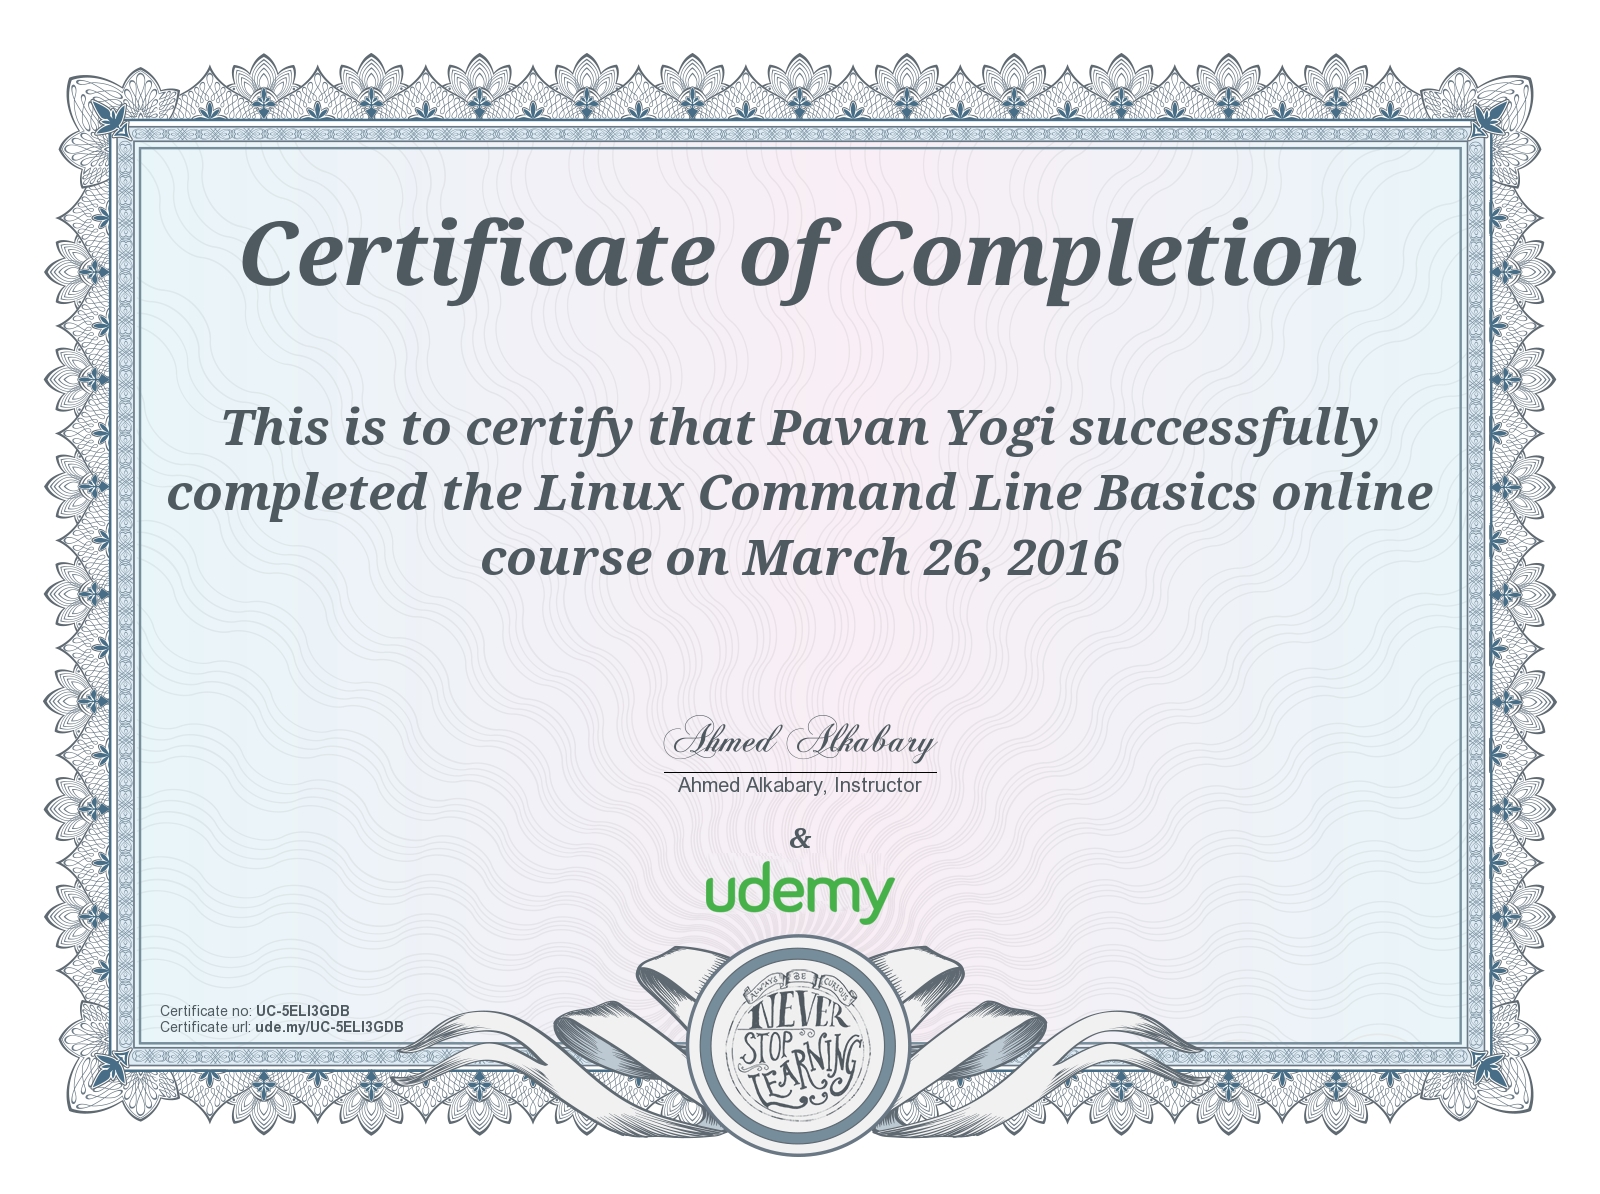 Certificate of Completion
This is to certify that Pavan Yogi successfully
completed the Linux Command Line Basics online
course on March 26, 2016
Ahmed Alkabary
Ahmed Alkabary, Instructor
&
udemy
Certificate no: UC-5ELI3GDB
Certificate url: ude.my/UC-5ELI3GDB
ALWAYS BE CURIOUS
NEVER
STOP
LEARNING